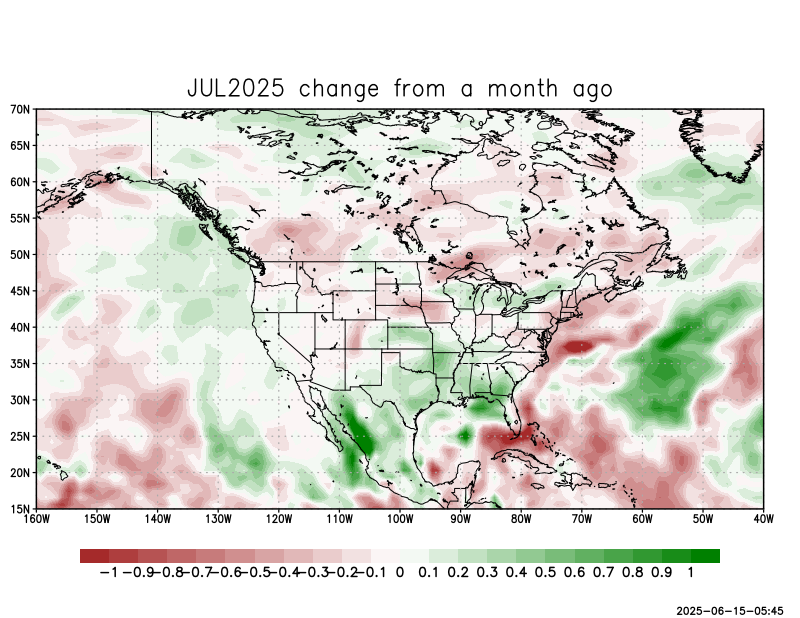 JUL2025 change from a month ago
70N
65N
60N
55N
50N
45N
40N
35N
30N
25N
20N
15N
160W 150W 140W 130W 120W 110W 100W 90W 80W 70W 60W 50W 40W
−1 −0.9 −0.8 −0.7 −0.6 −0.5 −0.4 −0.3 −0.2 −0.1 0 0.1 0.2 0.3 0.4 0.5 0.6 0.7 0.8 0.9 1
2025−06−15−05:45